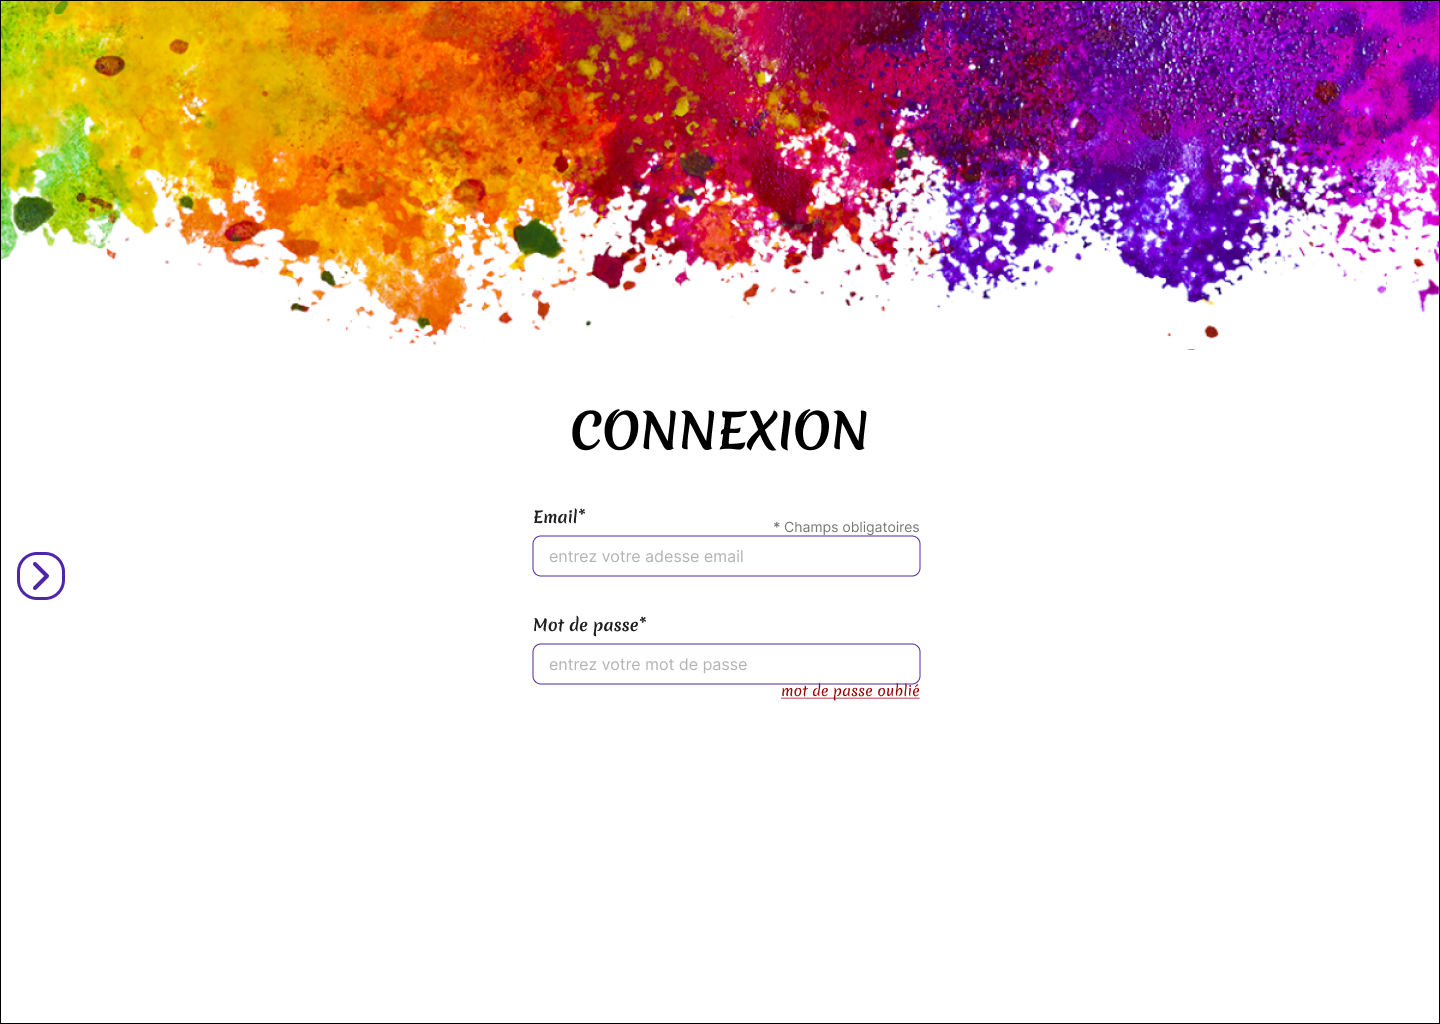 CONNEXION
Email*
* Champs obligatoires
entrez votre adesse email
Mot de passe*
entrez votre mot de passe
mot de passe oublié